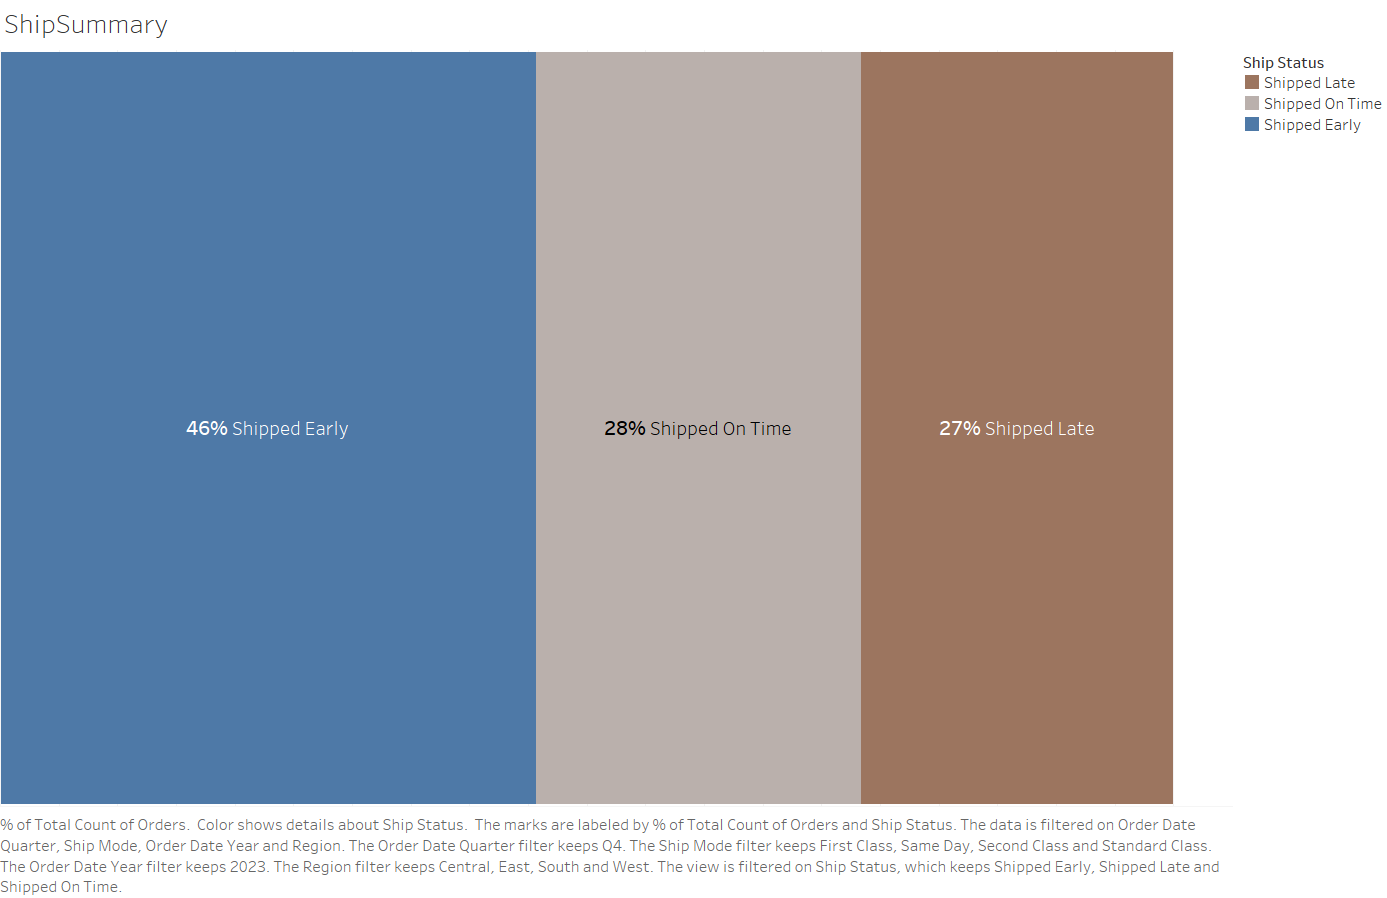 ShipSummary
Ship Status
Shipped Late
Shipped On Time
Shipped Early
46% Shipped Early
28% Shipped On Time
27% Shipped Late
% of Total Count of Orders.  Color shows details about Ship Status.  The marks are labeled by % of Total Count of Orders and Ship Status. The data is filtered on Order Date
Quarter, Ship Mode, Order Date Year and Region. The Order Date Quarter filter keeps Q4. The Ship Mode filter keeps First Class, Same Day, Second Class and Standard Class.
The Order Date Year filter keeps 2023. The Region filter keeps Central, East, South and West. The view is filtered on Ship Status, which keeps Shipped Early, Shipped Late and
Shipped On Time.